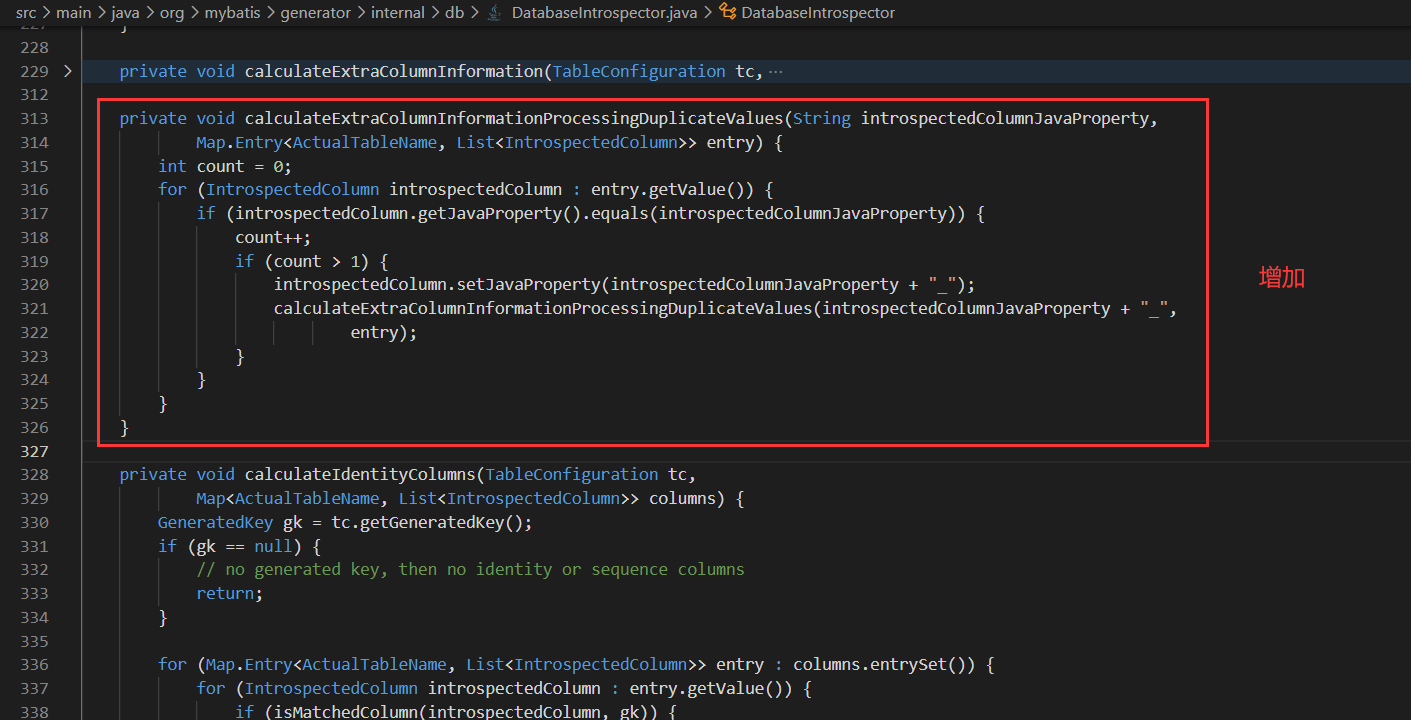 src > main > java > org > mybatis > generator > internal > db > DatabaseIntrospector.java > DatabaseIntrospector
227 }
228
229 > private void calculateExtraColumnInformation(TableConfiguration tc, ···
312
313 private void calculateExtraColumnInformationProcessingDuplicateValues(String introspectedColumnJavaProperty,
314 Map.Entry<ActualTableName, List<IntrospectedColumn>> entry) {
315 int count = 0;
316 for (IntrospectedColumn introspectedColumn : entry.getValue()) {
317 if (introspectedColumn.getJavaProperty().equals(introspectedColumnJavaProperty)) {
318 count++;
319 if (count > 1) {
增加
320 introspectedColumn.setJavaProperty(introspectedColumnJavaProperty + "_");
321 calculateExtraColumnInformationProcessingDuplicateValues(introspectedColumnJavaProperty + "_",
322 entry);
323 }
324 }
325 }
326 }
327
328 private void calculateIdentityColumns(TableConfiguration tc,
329 Map<ActualTableName, List<IntrospectedColumn>> columns) {
330 GeneratedKey gk = tc.getGeneratedKey();
331 if (gk == null) {
332 // no generated key, then no identity or sequence columns
333 return;
334 }
335
336 for (Map.Entry<ActualTableName, List<IntrospectedColumn>> entry : columns.entrySet()) {
337 for (IntrospectedColumn introspectedColumn : entry.getValue()) {
338 if (isMatchedColumn(introspectedColumn, gk)) {